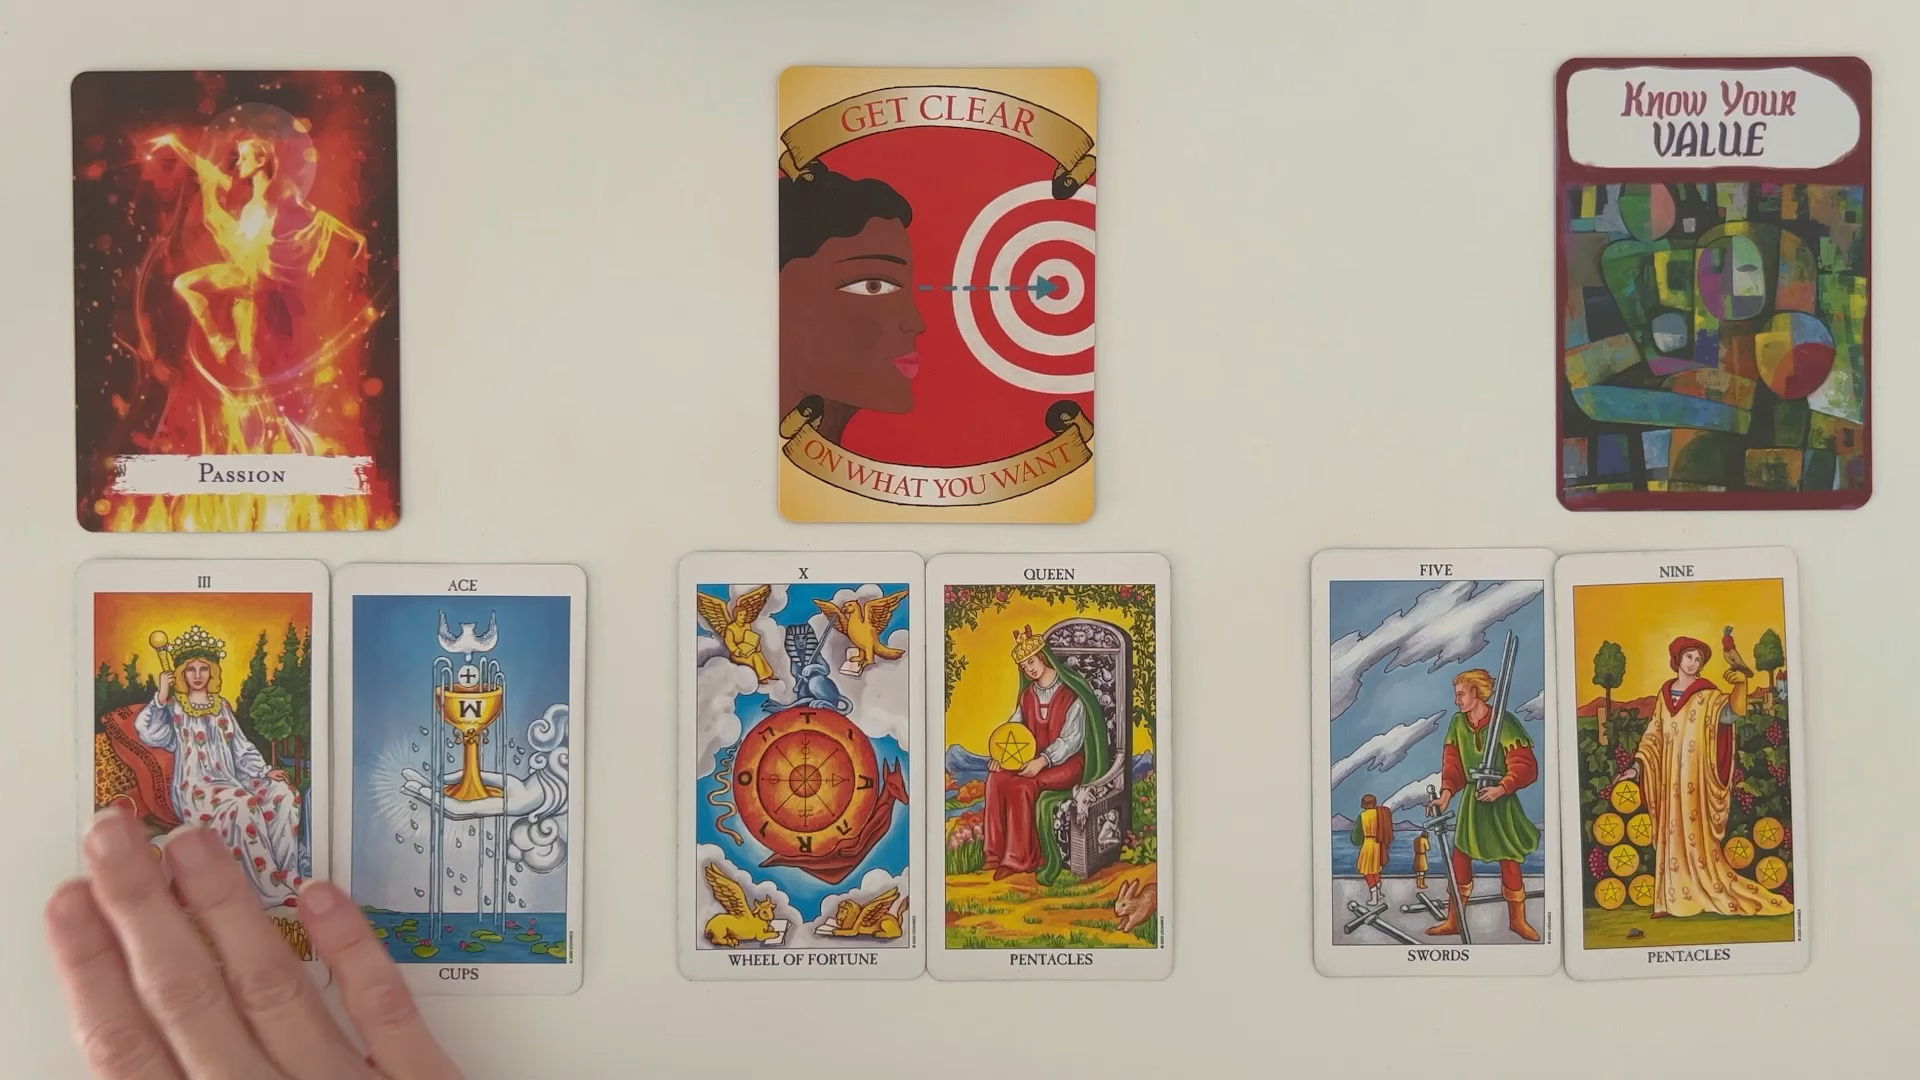 Passion
GET CLEAR
ON WHAT YOU WANT
Know Your
VALUE
III
ACE
CUPS
X
WHEEL OF FORTUNE
QUEEN
PENTACLES
FIVE
SWORDS
NINE
PENTACLES